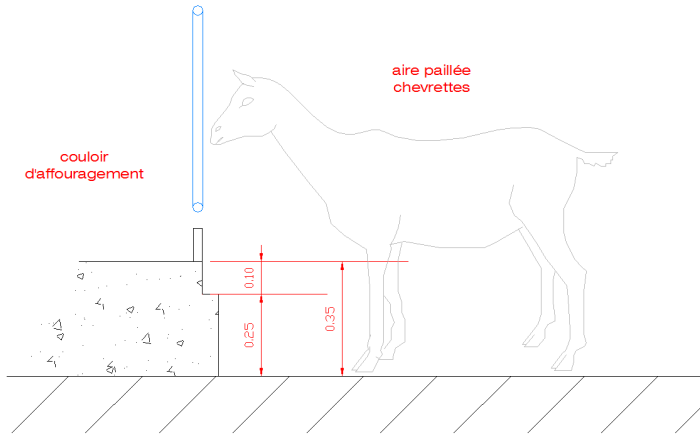 aire paillée
chevrettes
couloir
d'affouragement
0.10
0.25
0.35